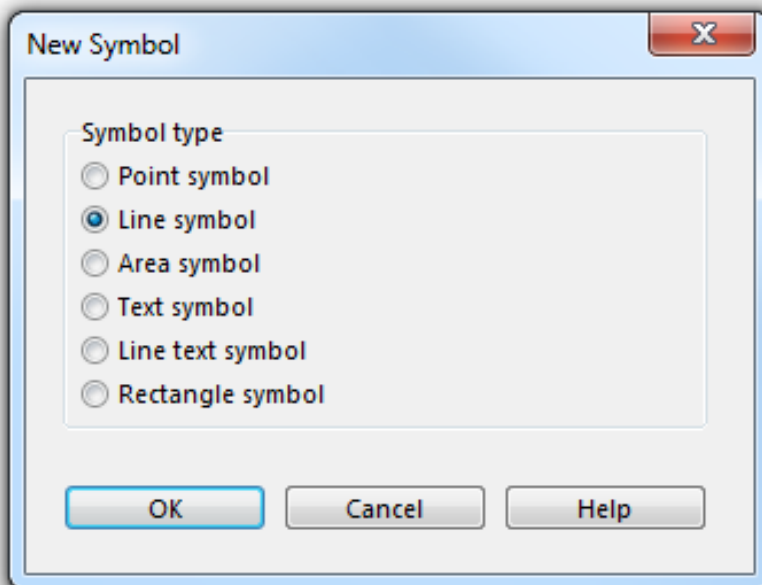 New Symbol
Symbol type
Point symbol
Line symbol
Area symbol
Text symbol
Line text symbol
Rectangle symbol
OK Cancel Help